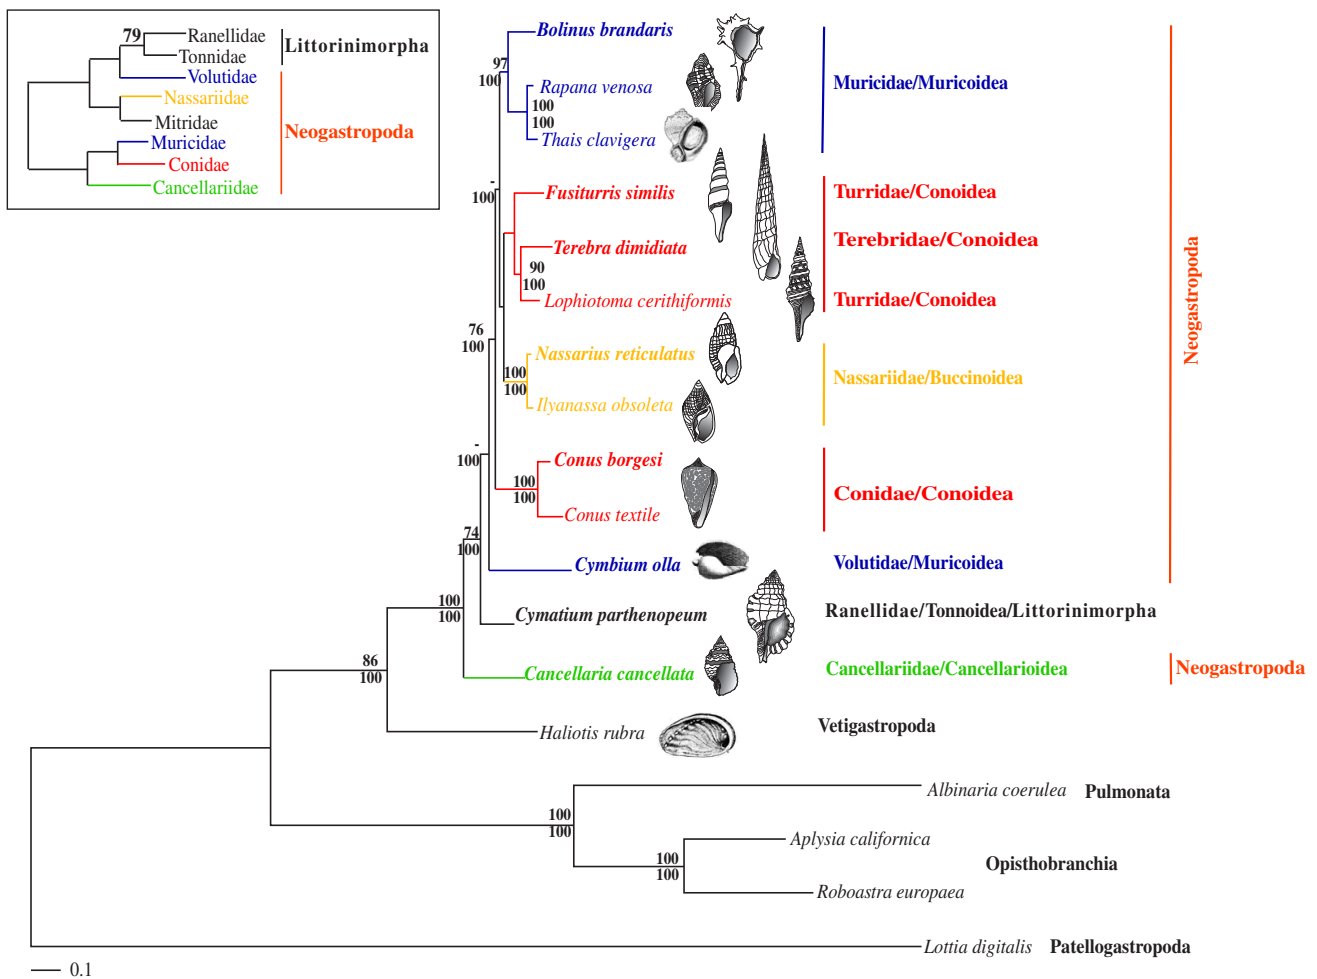 79
Ranellidae
Tonnidae
Littorinimorpha
Volutidae
Nassariidae
Mitridae
Muricidae
Conidae
Cancellariidae
Neogastropoda
Bolinus brandaris
97
100
Rapana venosa
100
100
Thais clavigera
Muricidae/Muricoidea
-
100
Fusiturris similis
Turridae/Conoidea
Terebra dimidiata
Terebridae/Conoidea
90
100
Lophiotoma cerithiformis
Turridae/Conoidea
Neogastropoda
76
100
Nassarius reticulatus
100
100
Ilyanassa obsoleta
Nassariidae/Buccinoidea
-
100
Conus borgesi
100
100
Conus textile
Conidae/Conoidea
74
100
Cymbium olla
Volutidae/Muricoidea
100
100
Cymatium parthenopeum
Ranellidae/Tonnoidea/Littorinimorpha
Cancellaria cancellata
Cancellariidae/Cancellarioidea
Neogastropoda
86
100
Haliotis rubra
Vetigastropoda
Albinaria coerulea Pulmonata
100
100
Aplysia californica
100
100
Opisthobranchia
Roboastra europaea
Lottia digitalis Patellogastropoda
0.1